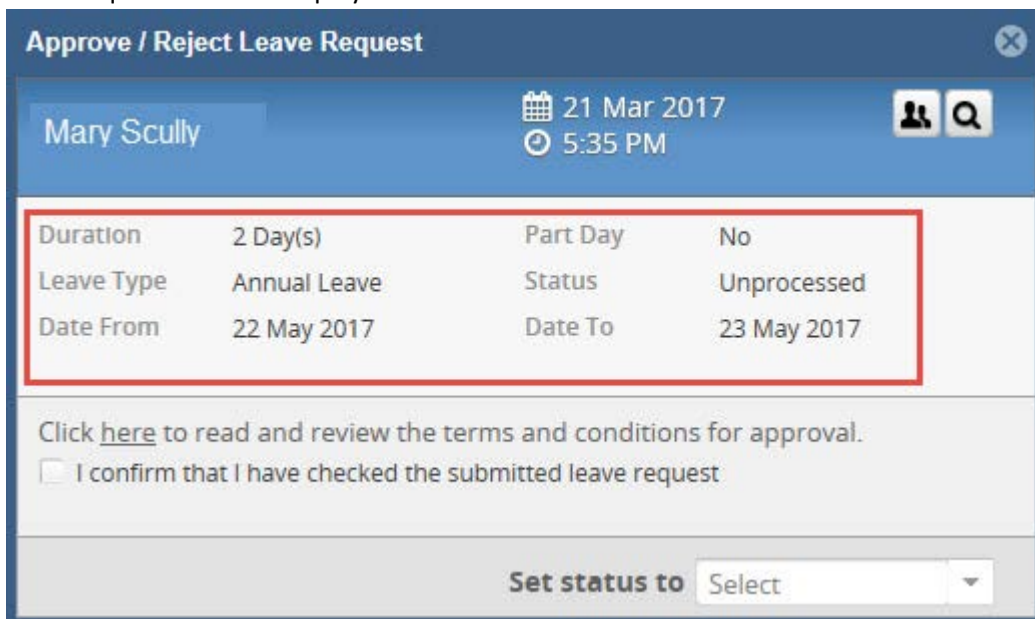 Approve / Reject Leave Request
Mary Scully
21 Mar 2017
5:35 PM
Duration 2 Day(s) Part Day No
Leave Type Annual Leave Status Unprocessed
Date From 22 May 2017 Date To 23 May 2017
Click here to read and review the terms and conditions for approval.
I confirm that I have checked the submitted leave request
Set status to Select